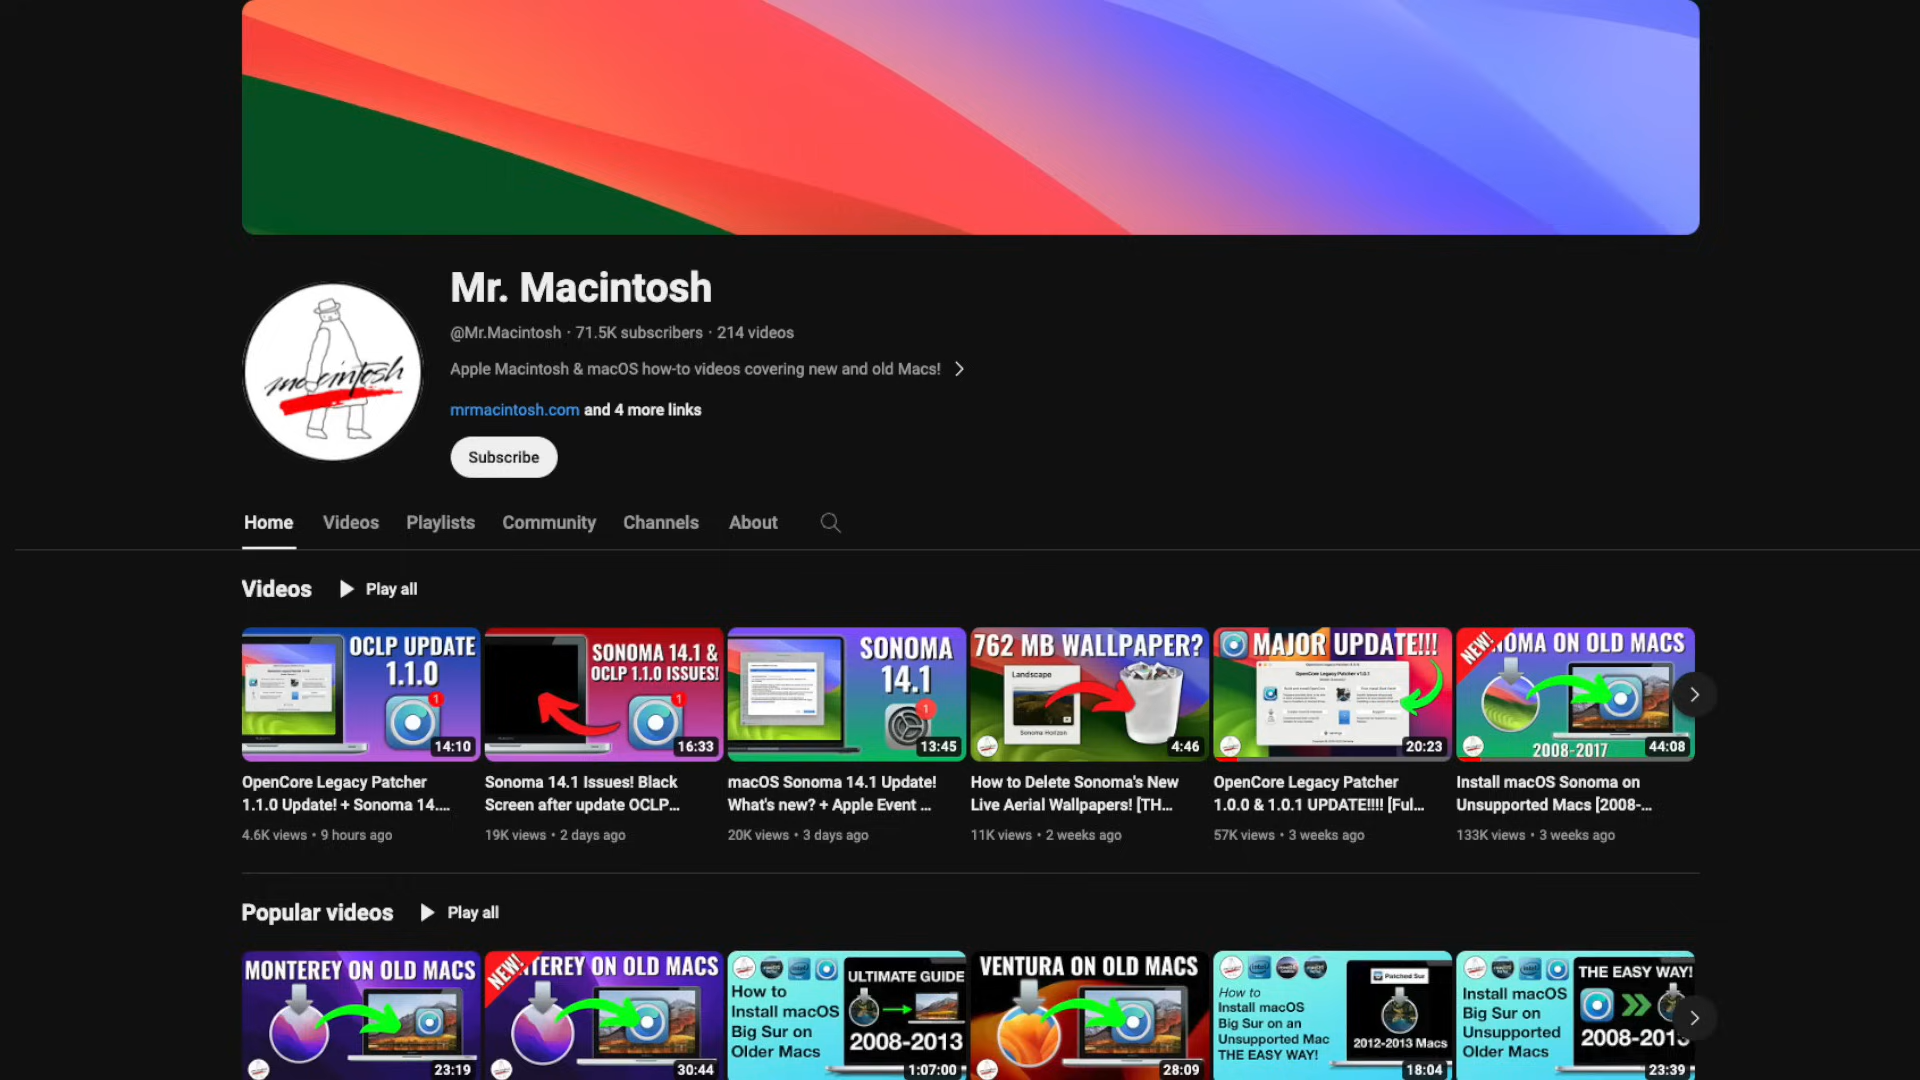 macintosh
Mr. Macintosh
@Mr.Macintosh · 71.5K subscribers · 214 videos
Apple Macintosh & macOS how-to videos covering new and old Macs!
mrmacintosh.com and 4 more links
Subscribe
Home
Videos
Playlists
Community
Channels
About
Videos
Play all
OCLP UPDATE
1.1.0
1
14:10
SONOMA 14.1 &
OCLP 1.1.0 ISSUES!
1
16:33
SONOMA
14.1
1
13:45
762 MB WALLPAPER?
Landscape
Sonoma Horizon
4:46
MAJOR UPDATE!!!
20:23
NEW!
NOMA ON OLD MACS
2008-2017
44:08
OpenCore Legacy Patcher
1.1.0 Update! + Sonoma 14....
4.6K views • 9 hours ago
Sonoma 14.1 Issues! Black
Screen after update OCLP...
19K views • 2 days ago
macOS Sonoma 14.1 Update!
What's new? + Apple Event ...
20K views • 3 days ago
How to Delete Sonoma's New
Live Aerial Wallpapers! [TH...
11K views • 2 weeks ago
OpenCore Legacy Patcher
1.0.0 & 1.0.1 UPDATE!!!! [Ful...
57K views • 3 weeks ago
Install macOS Sonoma on
Unsupported Macs [2008-...
133K views • 3 weeks ago
Popular videos
Play all
MONTEREY ON OLD MACS
23:19
NEW!
TEREY ON OLD MACS
30:44
How to
Install macOS
Big Sur on
Older Macs
ULTIMATE GUIDE
2008-2013
1:07:00
VENTURA ON OLD MACS
28:09
How to
Install macOS
Big Sur on an
Unsupported Mac
THE EASY WAY!
Patched Sur
2012-2013 Macs
18:04
Install macOS
Big Sur on
Unsupported
Older Macs
THE EASY WAY!
2008-2013
23:39